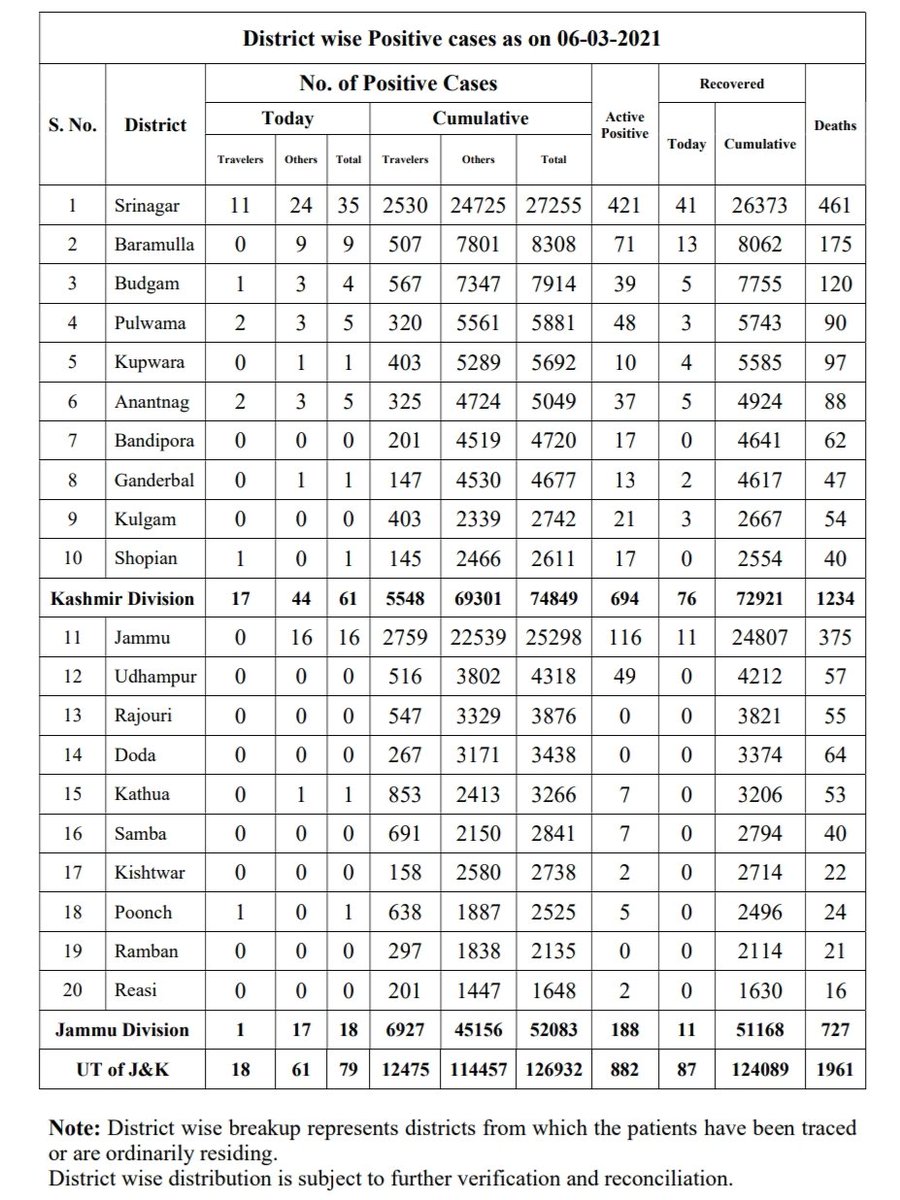 District wise Positive cases as on 06-03-2021
S. No. District No. of Positive Cases Active Positive Recovered Deaths
Today Cumulative Today Cumulative
Travelers Others Total Travelers Others Total
1 Srinagar 11 24 35 2530 24725 27255 421 41 26373 461
2 Baramulla 0 9 9 507 7801 8308 71 13 8062 175
3 Budgam 1 3 4 567 7347 7914 39 5 7755 120
4 Pulwama 2 3 5 320 5561 5881 48 3 5743 90
5 Kupwara 0 1 1 403 5289 5692 10 4 5585 97
6 Anantnag 2 3 5 325 4724 5049 37 5 4924 88
7 Bandipora 0 0 0 201 4519 4720 17 0 4641 62
8 Ganderbal 0 1 1 147 4530 4677 13 2 4617 47
9 Kulgam 0 0 0 403 2339 2742 21 3 2667 54
10 Shopian 1 0 1 145 2466 2611 17 0 2554 40
Kashmir Division 17 44 61 5548 69301 74849 694 76 72921 1234
11 Jammu 0 16 16 2759 22539 25298 116 11 24807 375
12 Udhampur 0 0 0 516 3802 4318 49 0 4212 57
13 Rajouri 0 0 0 547 3329 3876 0 0 3821 55
14 Doda 0 0 0 267 3171 3438 0 0 3374 64
15 Kathua 0 1 1 853 2413 3266 7 0 3206 53
16 Samba 0 0 0 691 2150 2841 7 0 2794 40
17 Kishtwar 0 0 0 158 2580 2738 2 0 2714 22
18 Poonch 1 0 1 638 1887 2525 5 0 2496 24
19 Ramban 0 0 0 297 1838 2135 0 0 2114 21
20 Reasi 0 0 0 201 1447 1648 2 0 1630 16
Jammu Division 1 17 18 6927 45156 52083 188 11 51168 727
UT of J&K 18 61 79 12475 114457 126932 882 87 124089 1961
Note: District wise breakup represents districts from which the patients have been traced
or are ordinarily residing.
District wise distribution is subject to further verification and reconciliation.